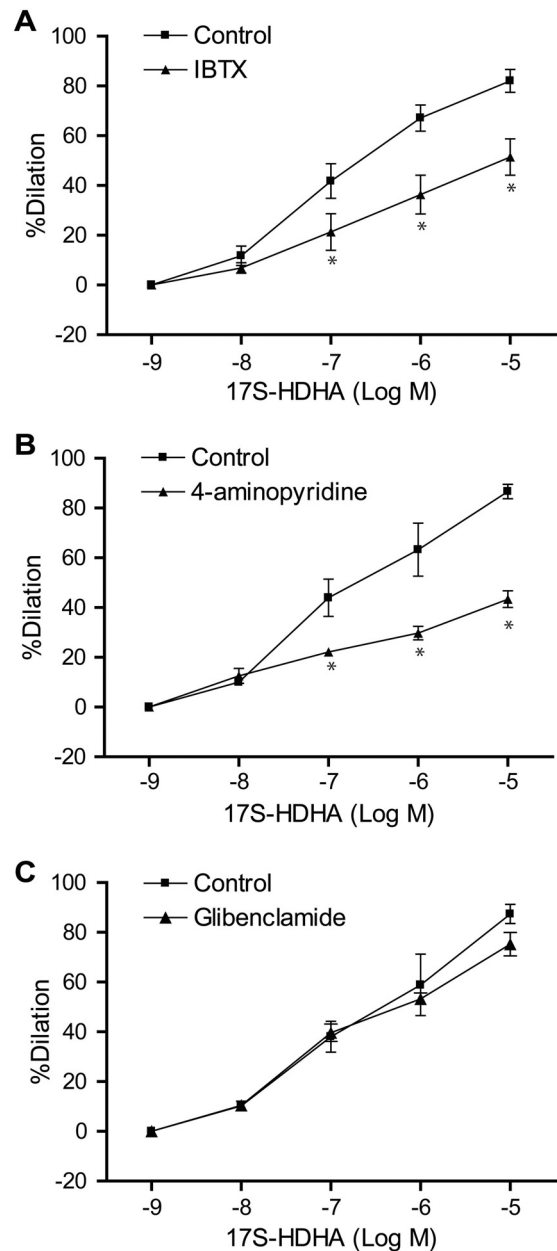 A
100
Control
80
IBTX
60
40
20
0
-20
%Dilation
*
*
*
-9 -8 -7 -6 -5
17S-HDHA (Log M)
B
100
Control
80
4-aminopyridine
60
40
20
0
-20
%Dilation
*
*
*
-9 -8 -7 -6 -5
17S-HDHA (Log M)
C
100
Control
80
Glibenclamide
60
40
20
0
-20
%Dilation
-9 -8 -7 -6 -5
17S-HDHA (Log M)